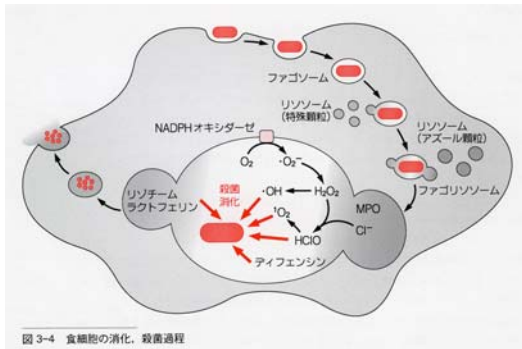 ファゴソーム
リソソーム
(特殊顆粒)
リソソーム
(アズール顆粒)
ファゴリソソーム
NADPHオキシダーゼ
O₂
·O₂⁻
H₂O₂
·OH
¹O₂
HClO
MPO
Cl⁻
殺菌
消化
リゾチーム
ラクトフェリン
ディフェンシン
図 3-4 食細胞の消化,殺菌過程